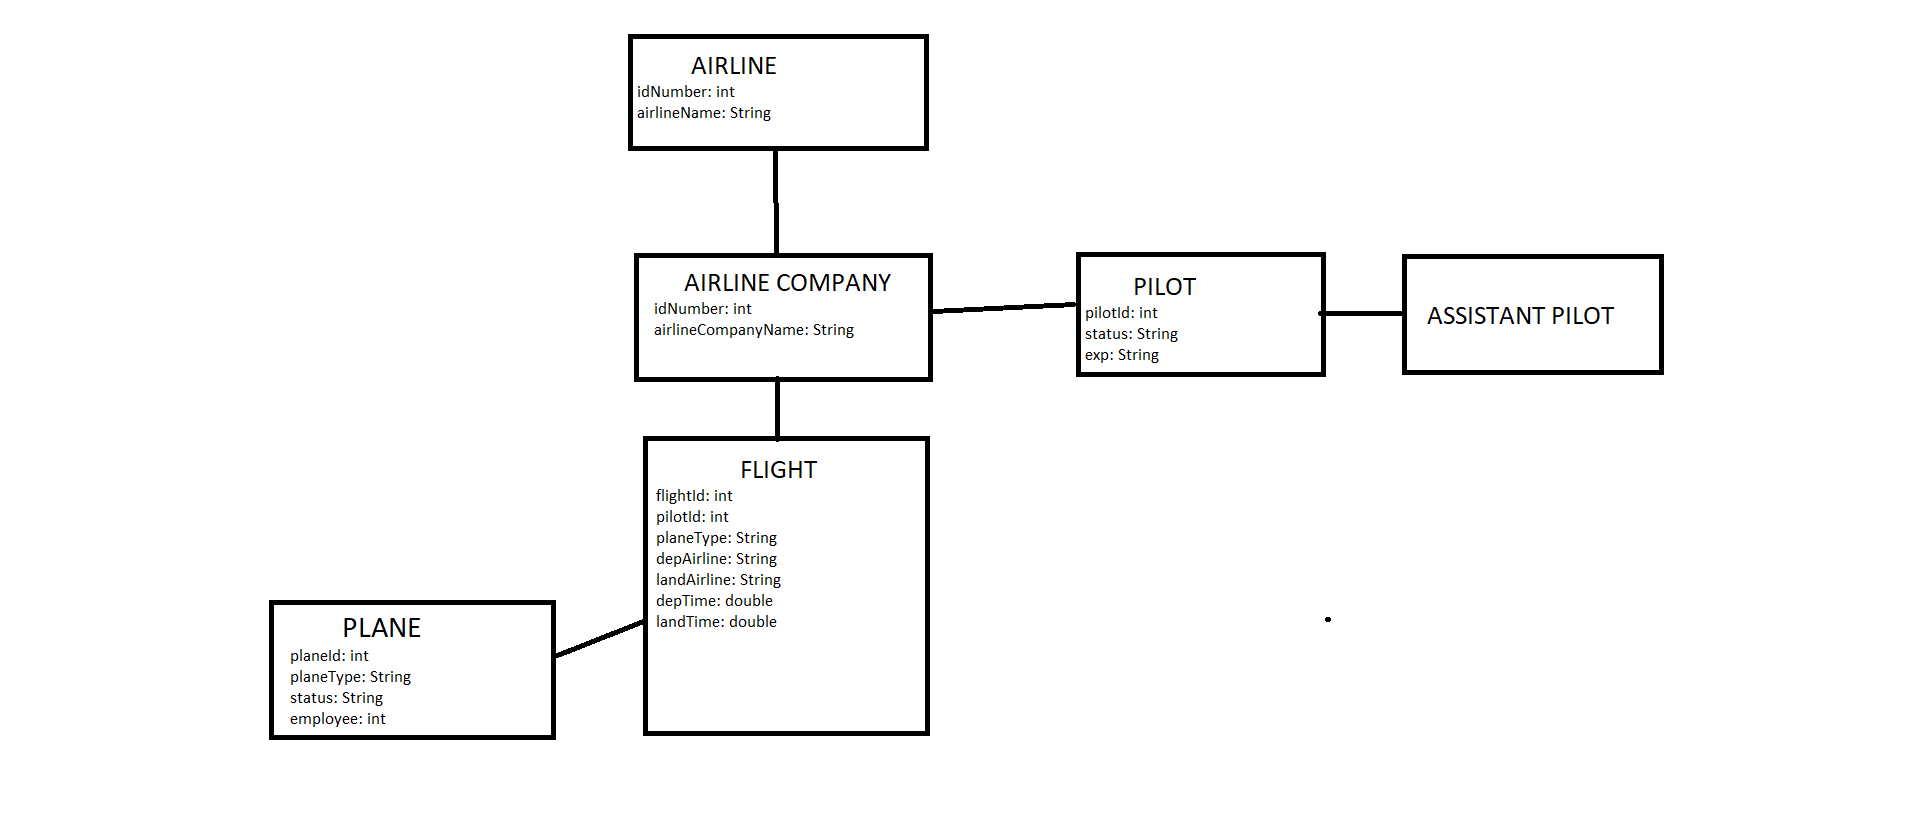 AIRLINE
idNumber: int
airlineName: String
AIRLINE COMPANY
idNumber: int
airlineCompanyName: String
PILOT
pilotId: int
status: String
exp: String
ASSISTANT PILOT
FLIGHT
flightId: int
pilotId: int
planeType: String
depAirline: String
landAirline: String
depTime: double
landTime: double
PLANE
planeId: int
planeType: String
status: String
employee: int